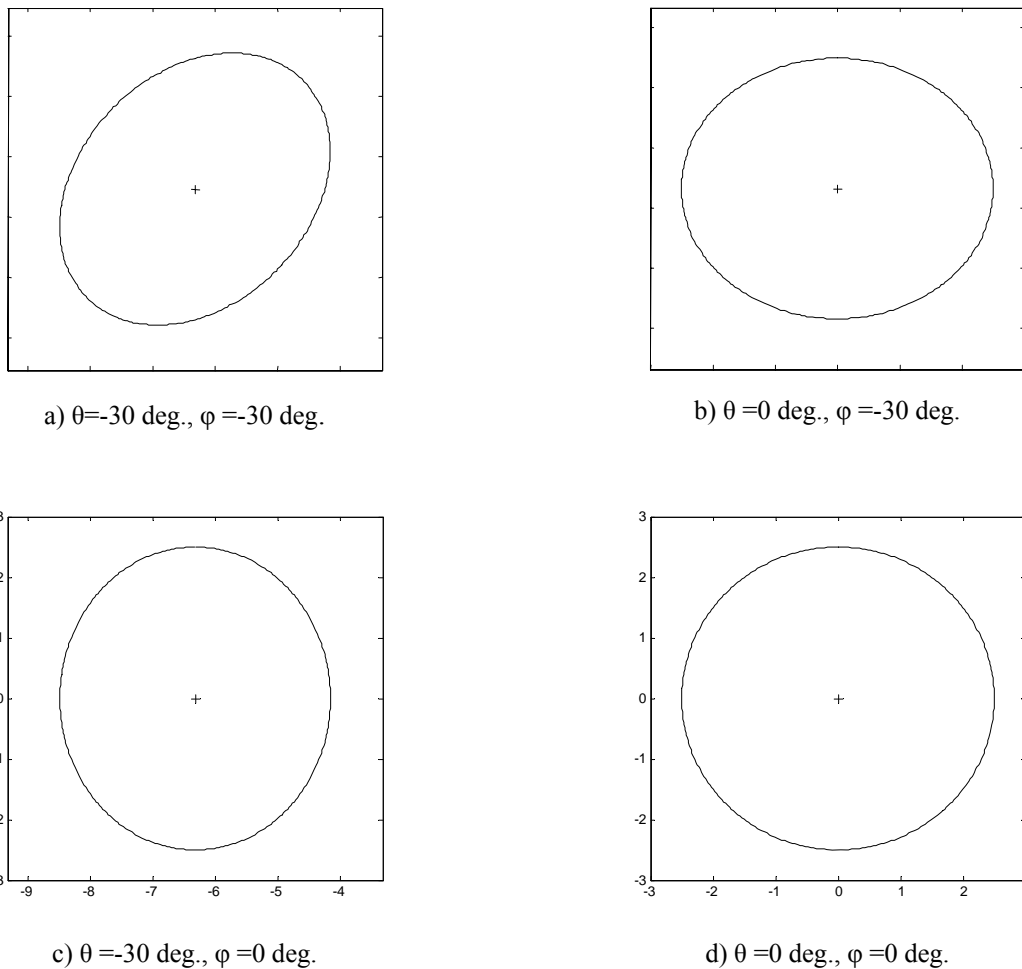 a) θ=-30 deg., φ =-30 deg.
b) θ =0 deg., φ =-30 deg.
3
2
1
0
-1
-2
-3
-9 -8 -7 -6 -5 -4
c) θ =-30 deg., φ =0 deg.
3
2
1
0
-1
-2
-3
-3 -2 -1 0 1 2
d) θ =0 deg., φ =0 deg.